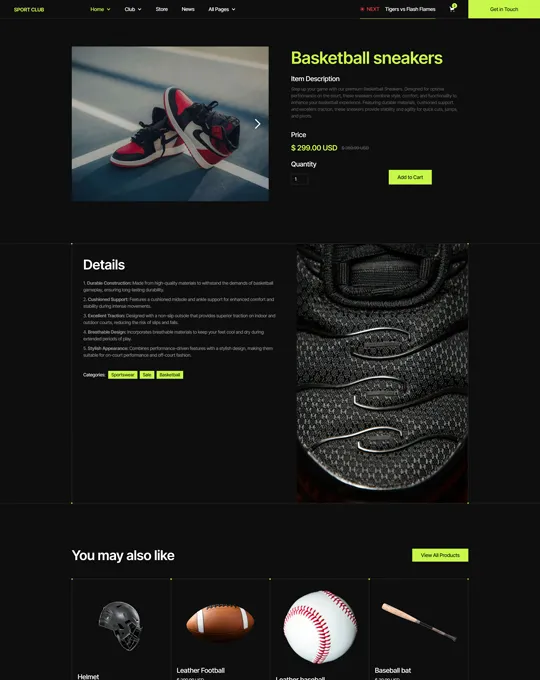 SPORT CLUB
Home
Club
Store
News
All Pages
NEXT
Tigers vs Flash Flames
Get in Touch
Basketball sneakers
Item Description
Step up your game with our premium Basketball Sneakers. Designed for optimal
performance on the court, these sneakers combine style, comfort, and functionality to
enhance your basketball experience. Featuring durable materials, cushioned support,
and excellent traction, these sneakers provide stability and agility for quick cuts, jumps,
and pivots.
Price
$ 299.00 USD
Quantity
1
Add to Cart
Details
1. Durable Construction: Made from high-quality materials to withstand the demands of basketball
gameplay, ensuring long-lasting durability.
2. Cushioned Support: Features a cushioned midsole and ankle support for enhanced comfort and
stability during intense movements.
3. Excellent Traction: Designed with a non-slip outsole that provides superior traction on indoor and
outdoor courts, reducing the risk of slips and falls.
4. Breathable Design: Incorporates breathable materials to keep your feet cool and dry during
extended periods of play.
5. Stylish Appearance: Combines performance-driven features with a stylish design, making them
suitable for on-court performance and off-court fashion.
Categories:
Sportswear
Sale
Basketball
You may also like
View All Products
Helmet
Leather Football
Leather baseball
Baseball bat